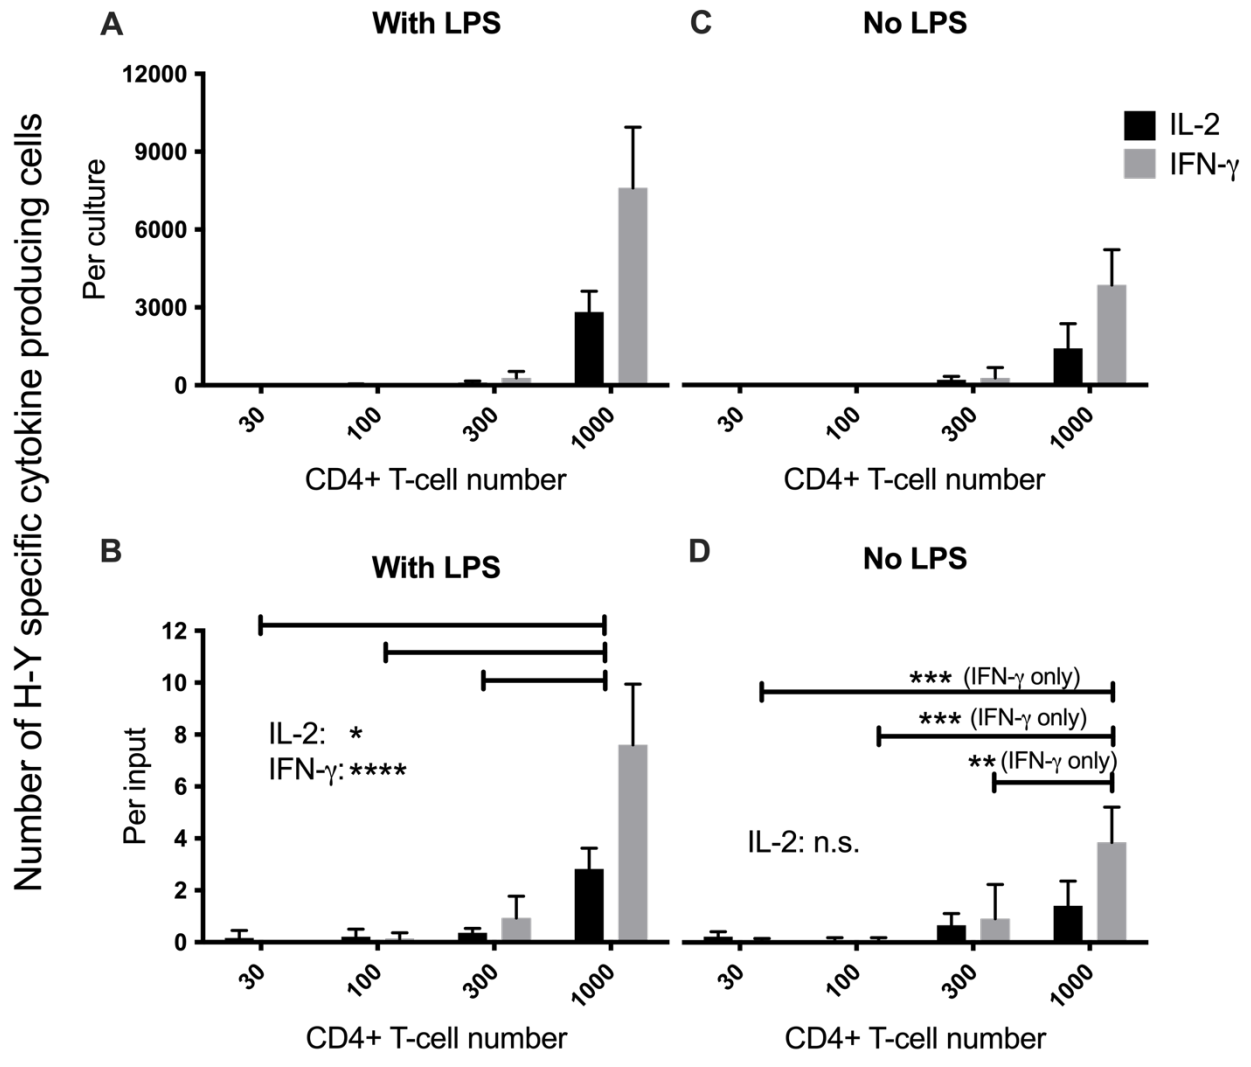 Number of H-Y specific cytokine producing cells
A
With LPS
Per culture
12000
9000
6000
3000
0
30
100
300
1000
CD4+ T-cell number
C
No LPS
IL-2
IFN-γ
30
100
300
1000
CD4+ T-cell number
B
With LPS
Per input
12
10
8
6
4
2
0
IL-2: *
IFN-γ: ****
30
100
300
1000
CD4+ T-cell number
D
No LPS
*** (IFN-γ only)
*** (IFN-γ only)
** (IFN-γ only)
IL-2: n.s.
30
100
300
1000
CD4+ T-cell number